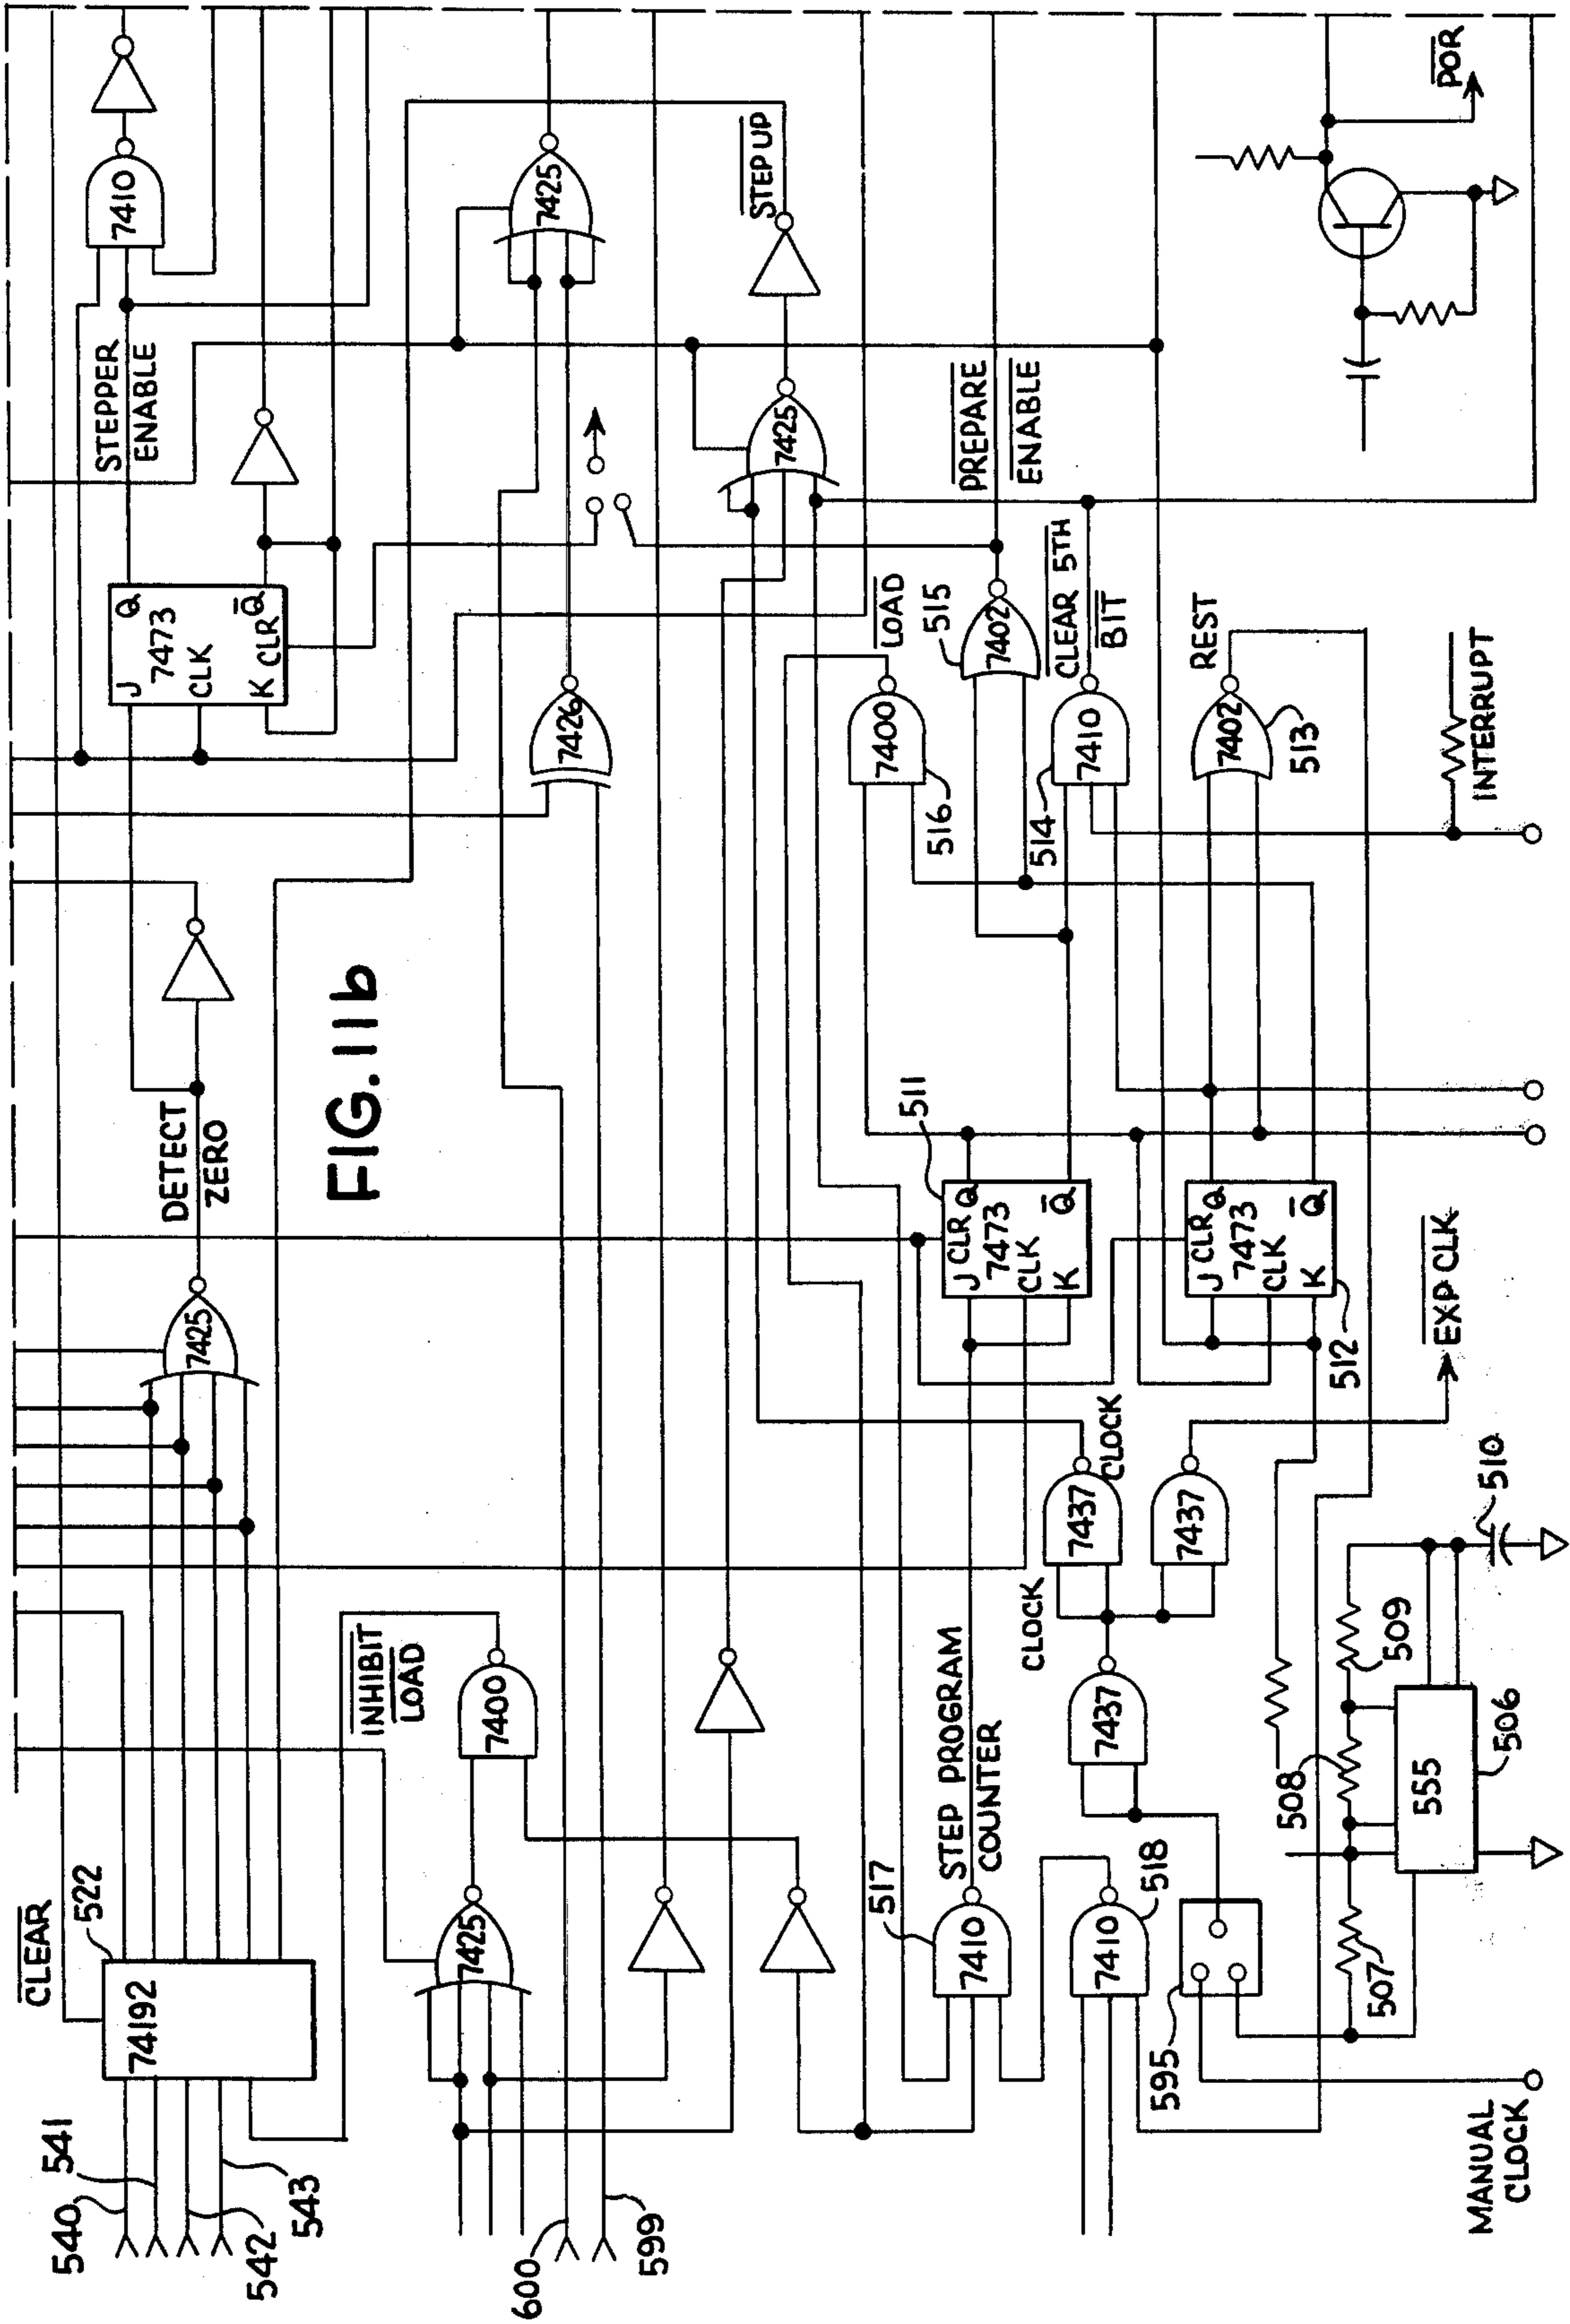 CLEAR
522
74192
540
541
542
543
DETECT
ZERO
7425
J
Q
7473
CLK
K
CLR
Q̅
STEPPER
ENABLE
7410
FIG. 11b
INHIBIT
LOAD
7400
7425
600
599
7426
7425
STEP UP
7425
517
7410
STEP PROGRAM
COUNTER
7410
518
595
MANUAL
CLOCK
7437
CLOCK
7437
CLOCK
7437
EXP CLK
511
J
CLR
Q
7473
CLK
K
Q̅
J
CLR
Q
7473
CLK
K
Q̅
512
7400
LOAD
516
515
7402
PREPARE
ENABLE
514
7410
CLEAR 5TH
BIT
7402
513
REST
INTERRUPT
507
508
509
510
555
506
POR